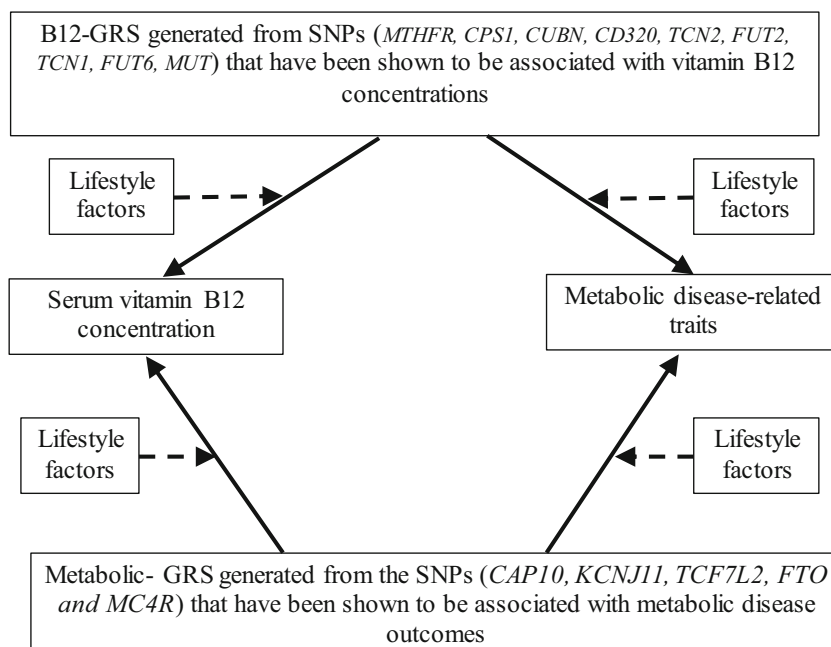 B12-GRS generated from SNPs (MTHFR, CPS1, CUBN, CD320, TCN2, FUT2,
TCN1, FUT6, MUT) that have been shown to be associated with vitamin B12
concentrations
Lifestyle
factors
Lifestyle
factors
Serum vitamin B12
concentration
Metabolic disease-related
traits
Lifestyle
factors
Lifestyle
factors
Metabolic- GRS generated from the SNPs (CAP10, KCNJ11, TCF7L2, FTO
and MC4R) that have been shown to be associated with metabolic disease
outcomes